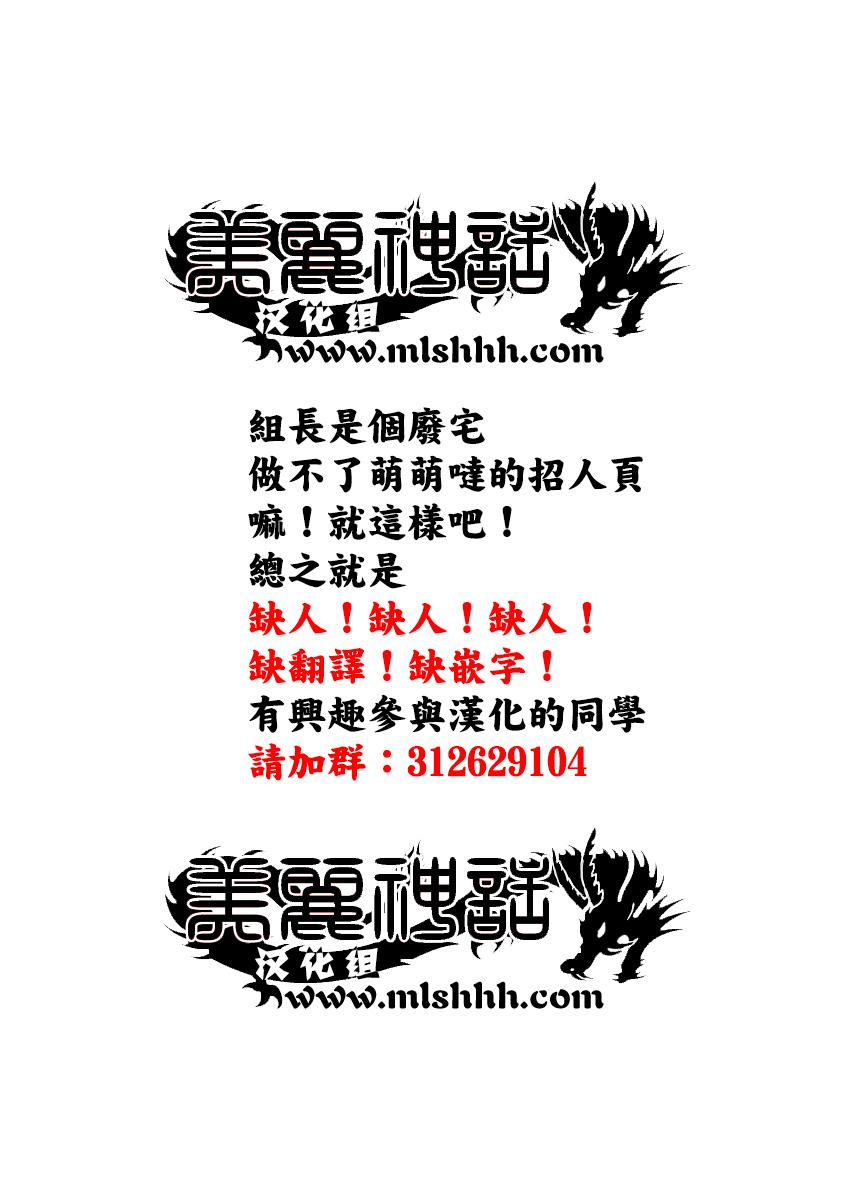 美麗神話
汉化组
www.mlshhh.com
組長是個廢宅
做不了萌萌噠的招人頁
嘛！就這樣吧！
總之就是
缺人！缺人！缺人！
缺翻譯！缺嵌字！
有興趣參與漢化的同學
請加群：312629104
美麗神話
汉化组
www.mlshhh.com